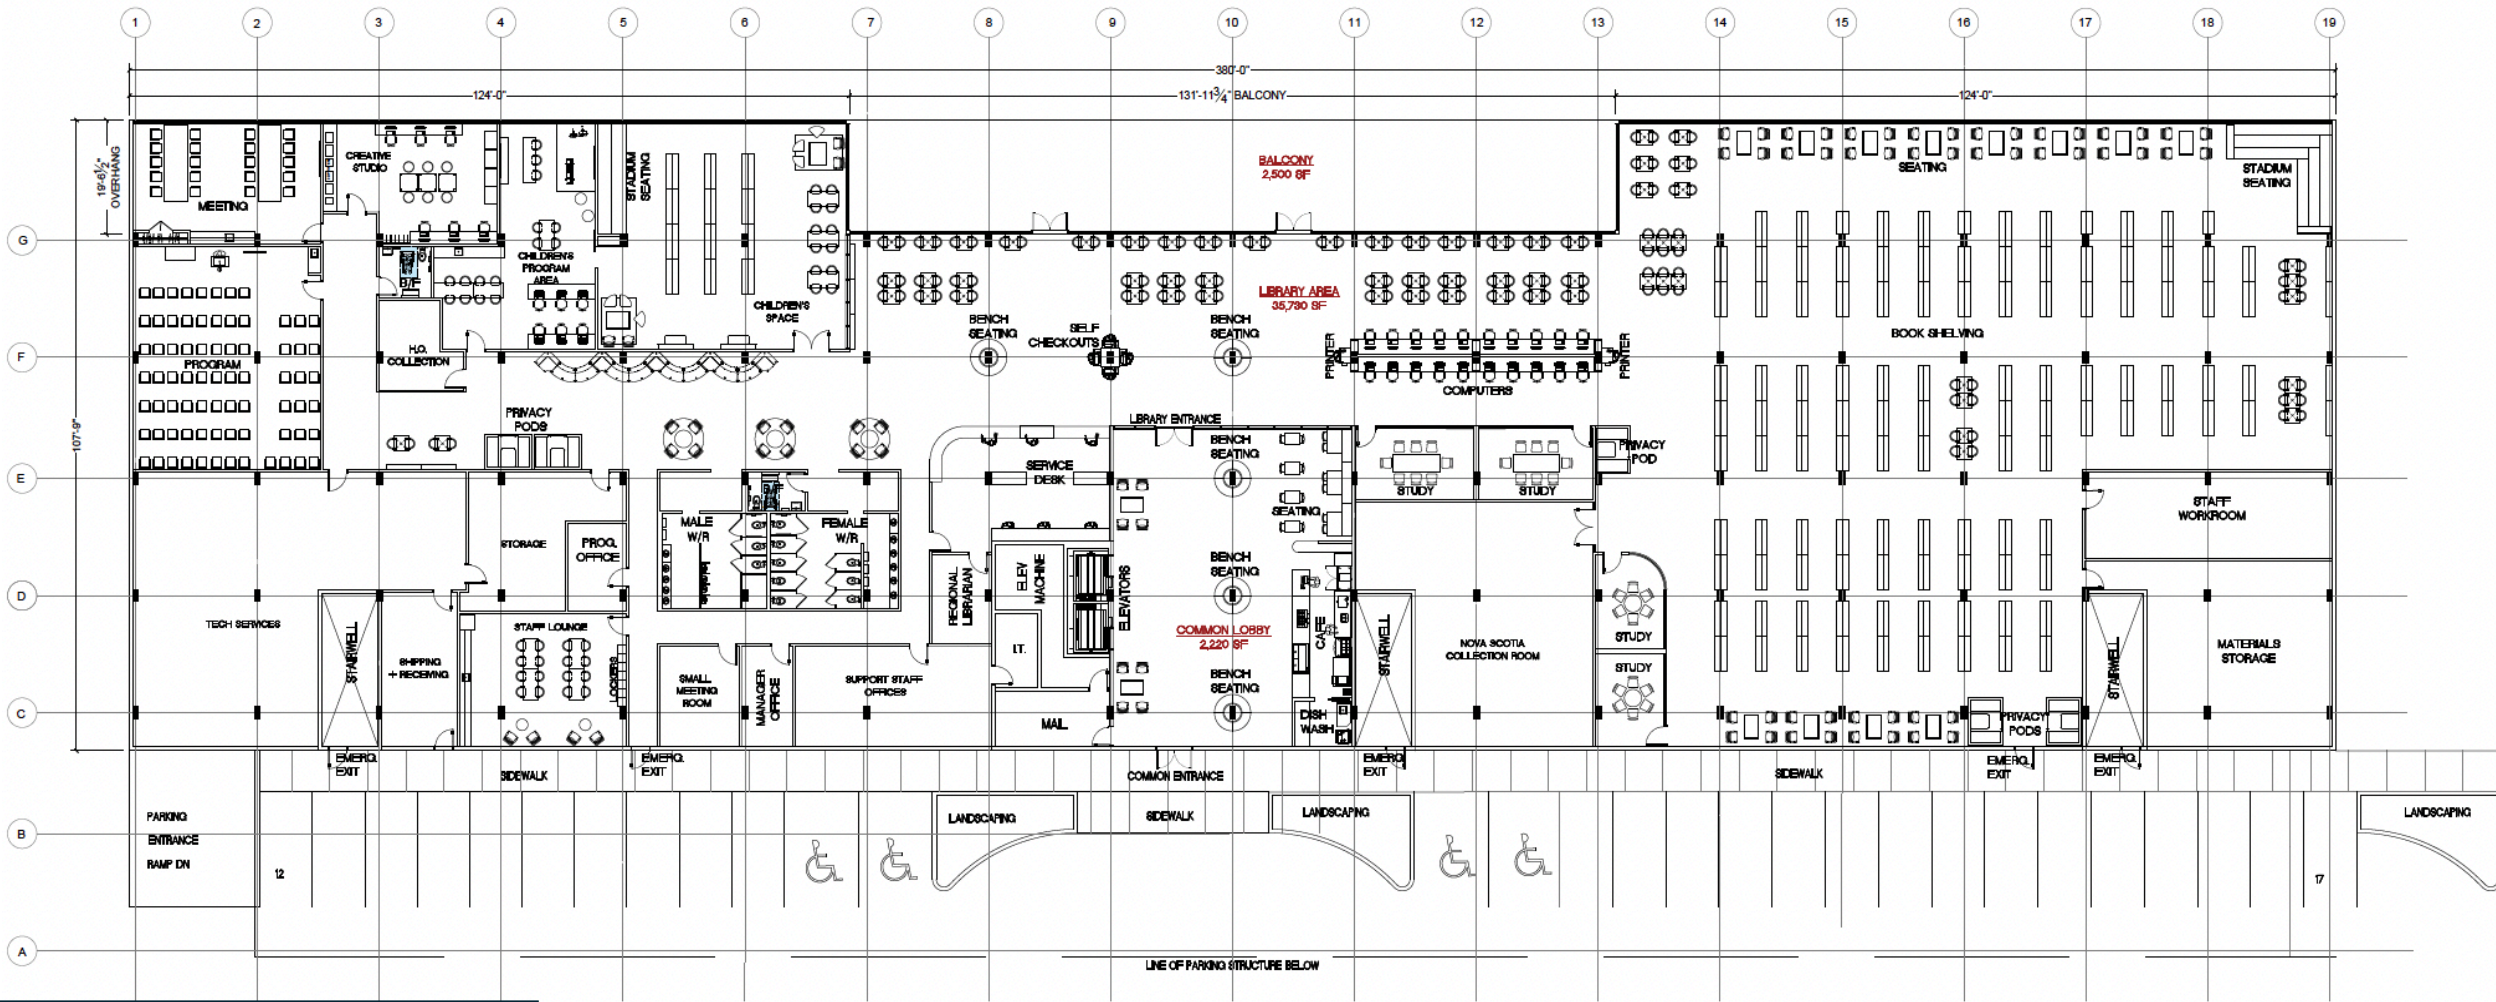 1 2 3 4 5 6 7 8 9 10 11 12 13 14 15 16 17 18 19
380'-0"
124'-0"
131'-11¾" BALCONY
124'-0"
19'-6½"
OVERHANG
107'-9"
G
F
E
D
C
B
A
MEETING
CREATIVE
STUDIO
STADIUM
SEATING
BALCONY
2,500 SF
SEATING
STADIUM
SEATING
B/F
CHILDREN'S
PROGRAM
AREA
CHILDREN'S
SPACE
LIBRARY AREA
35,730 SF
BENCH
SEATING
SELF
CHECKOUTS
BENCH
SEATING
PRINTER
PRINTER
COMPUTERS
BOOK SHELVING
PROGRAM
H.O.
COLLECTION
PRIVACY
PODS
LIBRARY ENTRANCE
BENCH
SEATING
SERVICE
DESK
SEATING
STUDY
STUDY
PRIVACY
POD
STAFF
WORKROOM
STORAGE
PROG.
OFFICE
MALE
W/R
FEMALE
W/R
REGIONAL
LIBRARIAN
ELEV
MACHINE
ELEVATORS
BENCH
SEATING
TECH SERVICES
STAIRWELL
SHIPPING
+ RECEIVING
STAFF LOUNGE
LOCKERS
COMMON LOBBY
2,220 SF
CAFE
STAIRWELL
NOVA SCOTIA
COLLECTION ROOM
STUDY
STUDY
STAIRWELL
MATERIALS
STORAGE
SMALL
MEETING
ROOM
MANAGER
OFFICE
SUPPORT STAFF
OFFICES
I.T.
MAIL
BENCH
SEATING
DISH
WASH
PRIVACY
PODS
EMERG.
EXIT
SIDEWALK
EMERG.
EXIT
COMMON ENTRANCE
EMERG.
EXIT
SIDEWALK
EMERG.
EXIT
EMERG.
EXIT
PARKING
ENTRANCE
RAMP DN
12
LANDSCAPING
SIDEWALK
LANDSCAPING
LANDSCAPING
17
LINE OF PARKING STRUCTURE BELOW